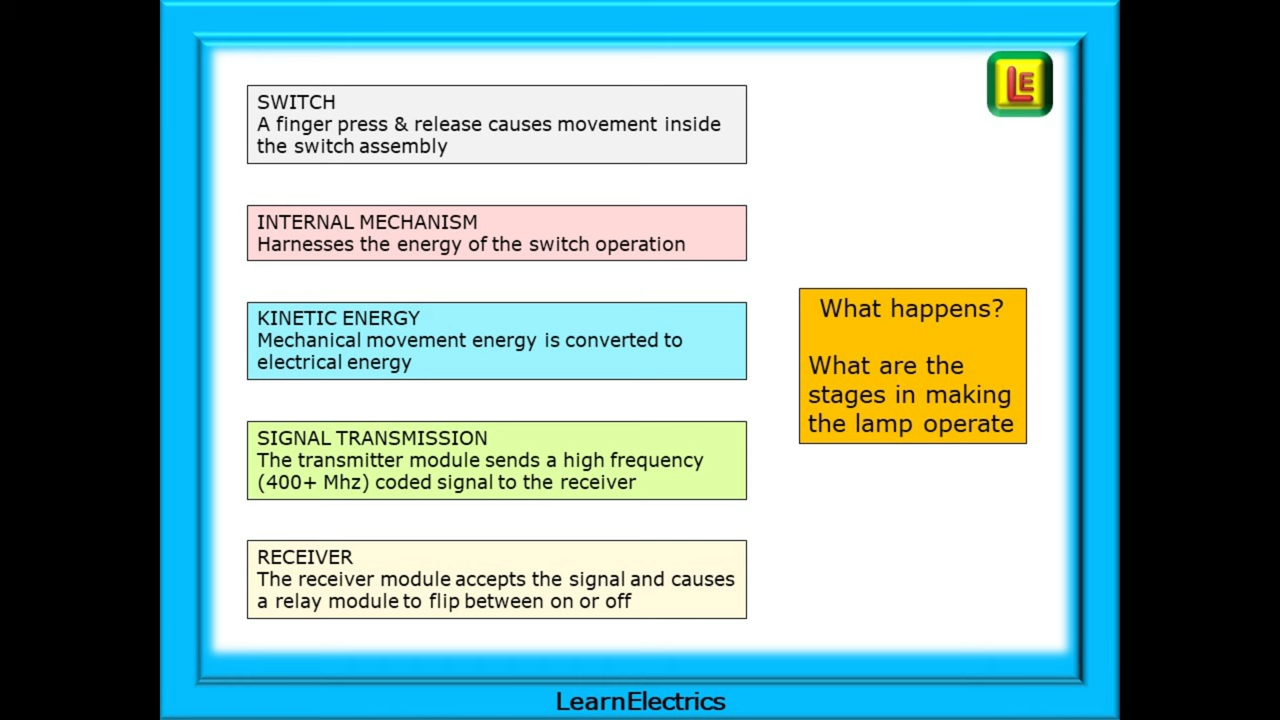 LE
SWITCH
A finger press & release causes movement inside
the switch assembly
INTERNAL MECHANISM
Harnesses the energy of the switch operation
KINETIC ENERGY
Mechanical movement energy is converted to
electrical energy
SIGNAL TRANSMISSION
The transmitter module sends a high frequency
(400+ Mhz) coded signal to the receiver
RECEIVER
The receiver module accepts the signal and causes
a relay module to flip between on or off
What happens?
What are the
stages in making
the lamp operate
LearnElectrics